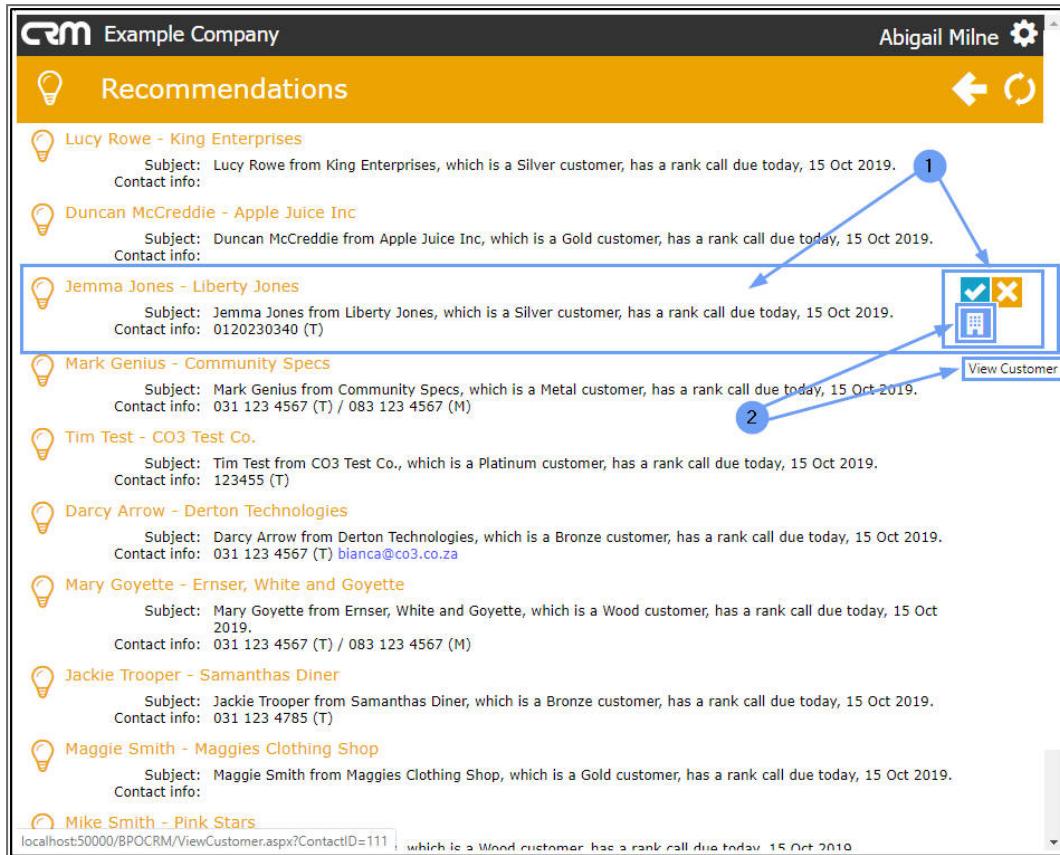 CRM Example Company Abigail Milne
Recommendations
Lucy Rowe - King Enterprises
Subject: Lucy Rowe from King Enterprises, which is a Silver customer, has a rank call due today, 15 Oct 2019.
Contact info:
1
Duncan McCreddie - Apple Juice Inc
Subject: Duncan McCreddie from Apple Juice Inc, which is a Gold customer, has a rank call due today, 15 Oct 2019.
Contact info:
Jemma Jones - Liberty Jones
Subject: Jemma Jones from Liberty Jones, which is a Silver customer, has a rank call due today, 15 Oct 2019.
Contact info: 0120230340 (T)
View Customer
Mark Genius - Community Specs
Subject: Mark Genius from Community Specs, which is a Metal customer, has a rank call due today, 15 Oct 2019.
Contact info: 031 123 4567 (T) / 083 123 4567 (M)
2
Tim Test - CO3 Test Co.
Subject: Tim Test from CO3 Test Co., which is a Platinum customer, has a rank call due today, 15 Oct 2019.
Contact info: 123455 (T)
Darcy Arrow - Derton Technologies
Subject: Darcy Arrow from Derton Technologies, which is a Bronze customer, has a rank call due today, 15 Oct 2019.
Contact info: 031 123 4567 (T) bianca@co3.co.za
Mary Goyette - Ernser, White and Goyette
Subject: Mary Goyette from Ernser, White and Goyette, which is a Wood customer, has a rank call due today, 15 Oct
2019.
Contact info: 031 123 4567 (T) / 083 123 4567 (M)
Jackie Trooper - Samanthas Diner
Subject: Jackie Trooper from Samanthas Diner, which is a Bronze customer, has a rank call due today, 15 Oct 2019.
Contact info: 031 123 4785 (T)
Maggie Smith - Maggies Clothing Shop
Subject: Maggie Smith from Maggies Clothing Shop, which is a Gold customer, has a rank call due today, 15 Oct 2019.
Contact info:
Mike Smith - Pink Stars
localhost:50000/BPOCRM/ViewCustomer.aspx?ContactID=111 , which is a Wood customer, has a rank call due today, 15 Oct 2019.